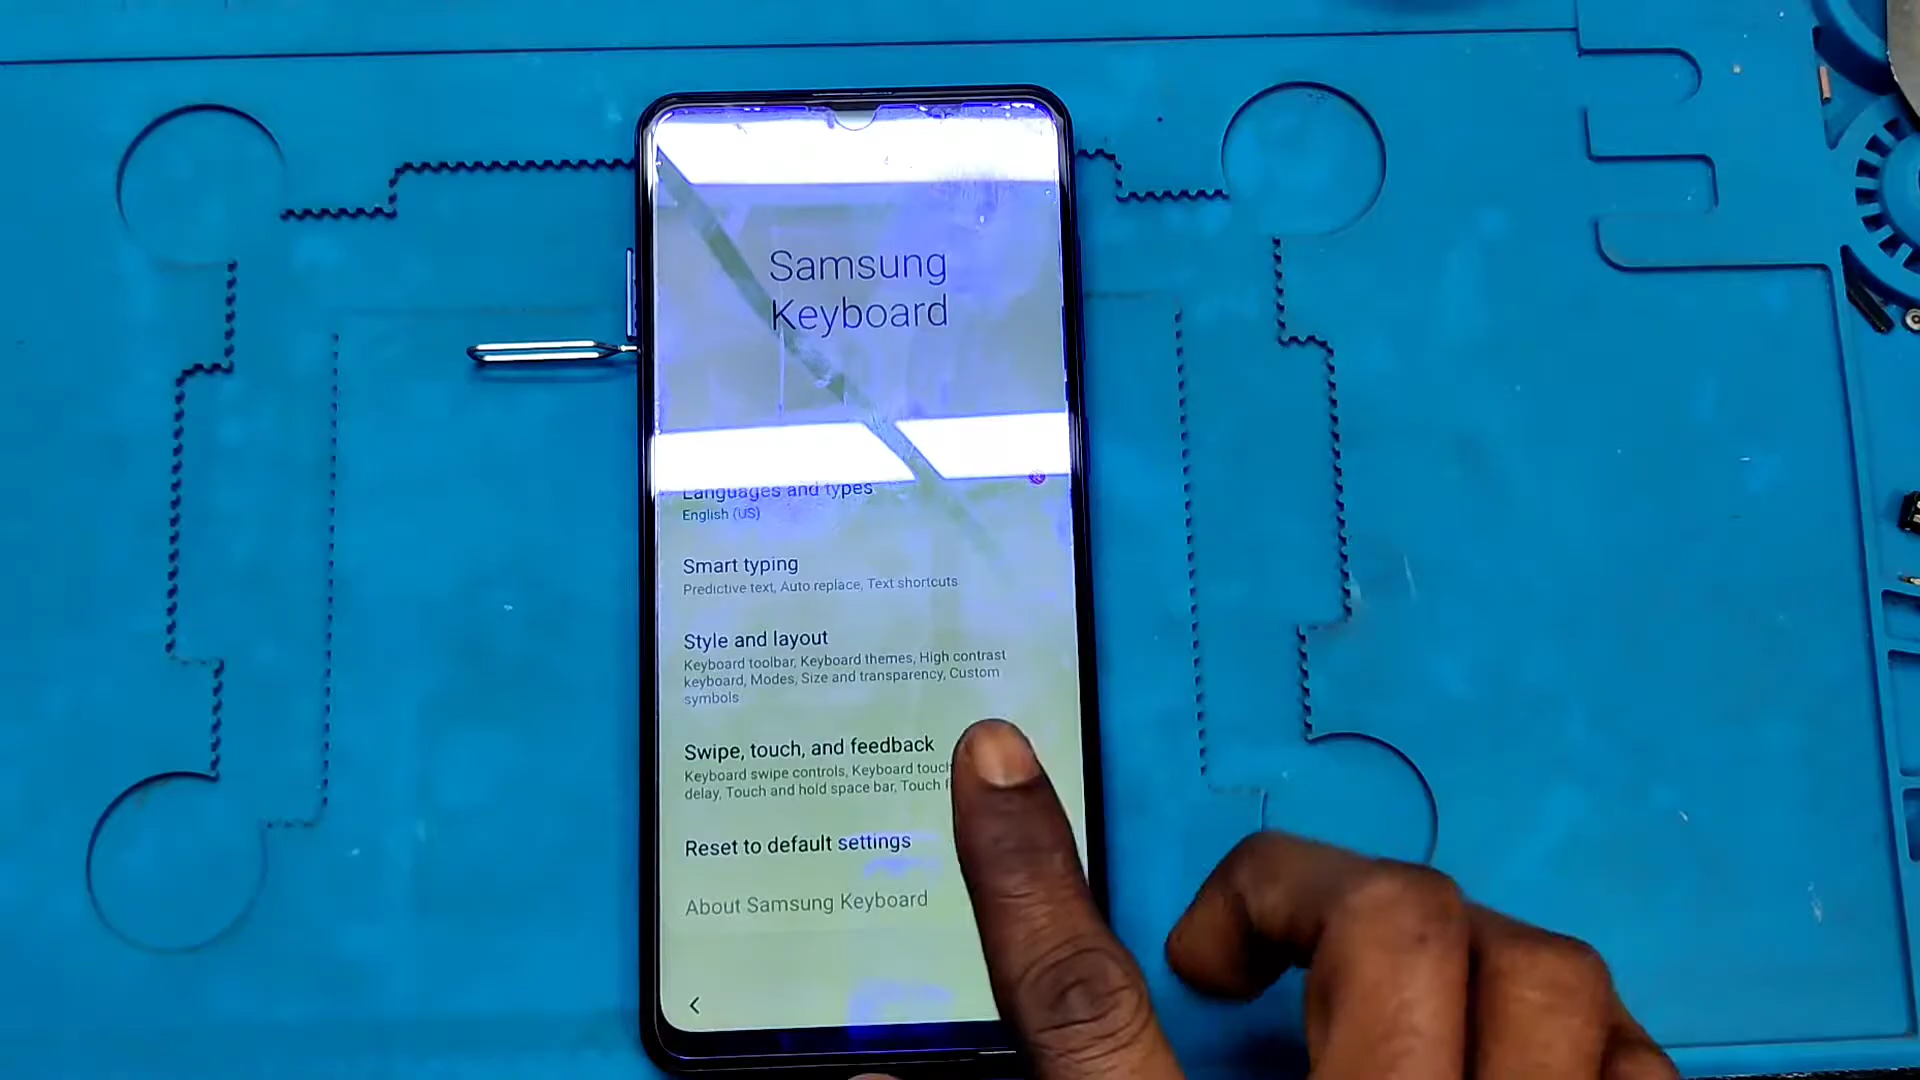 Samsung
Keyboard
Languages and types
English (US)
Smart typing
Predictive text, Auto replace, Text shortcuts
Style and layout
Keyboard toolbar, Keyboard themes, High contrast
keyboard, Modes, Size and transparency, Custom
symbols
Swipe, touch, and feedback
Keyboard swipe controls, Keyboard touch
delay, Touch and hold space bar, Touch
Reset to default settings
About Samsung Keyboard